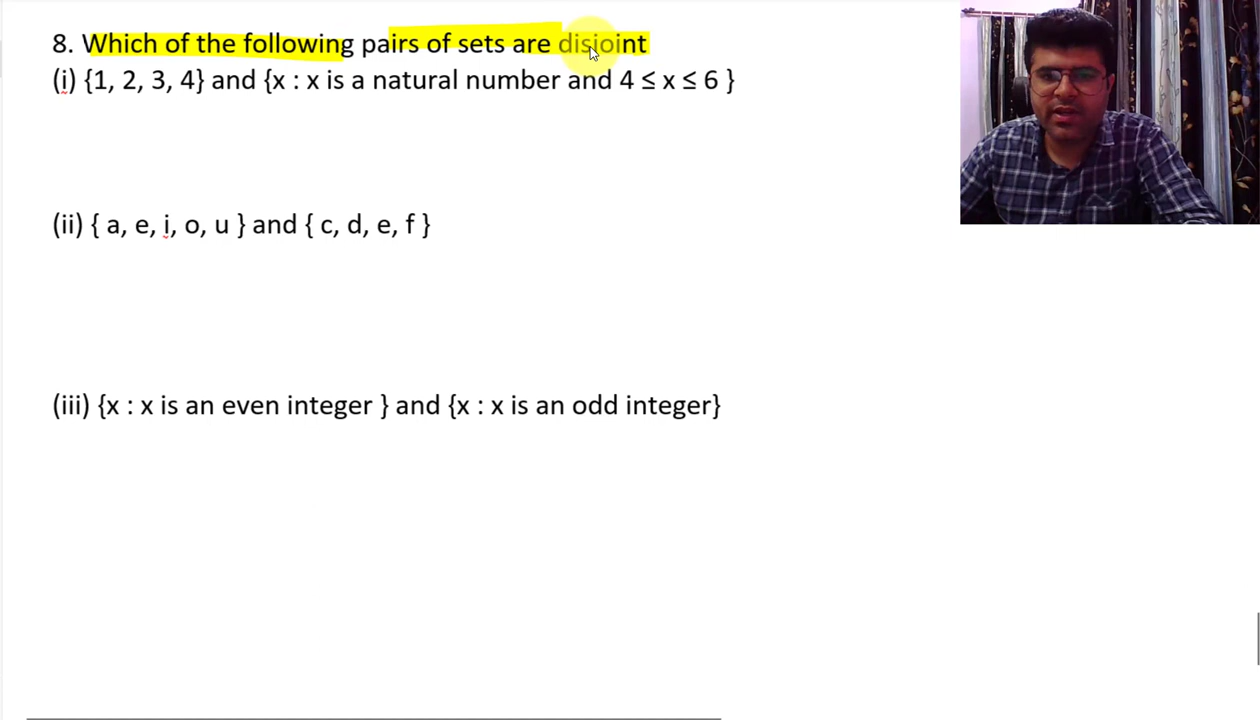 8. Which of the following pairs of sets are disjoint
(i) {1, 2, 3, 4} and {x : x is a natural number and 4 ≤ x ≤ 6 }
(ii) { a, e, i, o, u } and { c, d, e, f }
(iii) {x : x is an even integer } and {x : x is an odd integer}